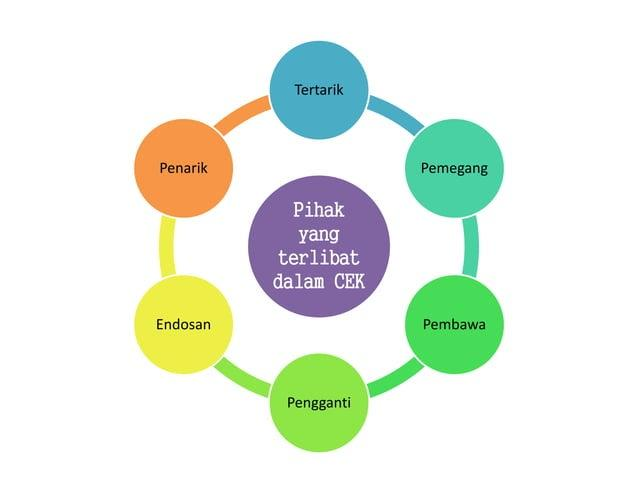 Tertarik
Penarik
Pemegang
Pihak
yang
terlibat
dalam CEK
Endosan
Pembawa
Pengganti